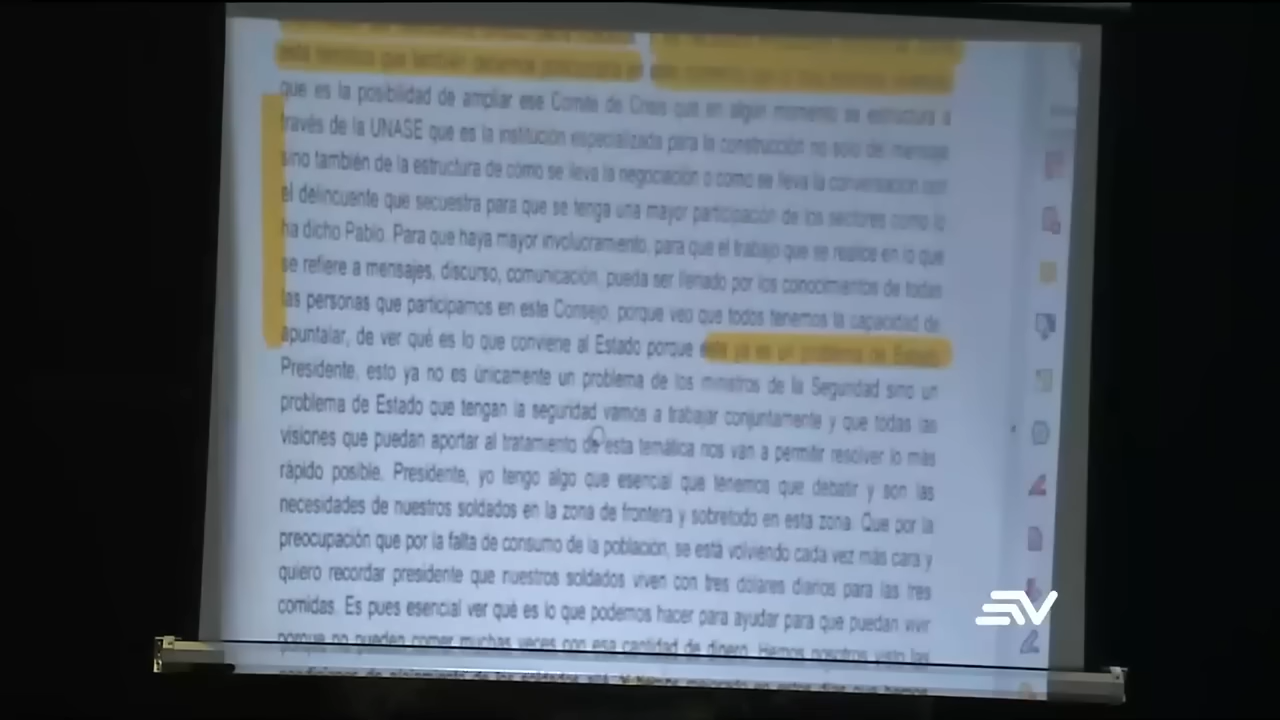 que es la posibilidad de ampliar ese Comité de Crisis que en algún momento se estructura a
través de la UNASE que es la institución especializada para la construcción no solo del mensaje
sino también de la estructura de cómo se lleva la negociación o como se lleva la conversación con
el delincuente que secuestra para que se tenga una mayor participación de los sectores como lo
ha dicho Pablo. Para que haya mayor involucramiento, para que el trabajo que se realice en lo que
se refiere a mensajes, discurso, comunicación, pueda ser llenado por los conocimientos de todas
las personas que participamos en este Consejo, porque veo que todos tenemos la capacidad de
apuntalar, de ver qué es lo que conviene al Estado porque este ya es un problema de Estado
Presidente, esto ya no es únicamente un problema de los ministros de la Seguridad sino un
problema de Estado que tengan la seguridad vamos a trabajar conjuntamente y que todas las
visiones que puedan aportar al tratamiento de esta temática nos van a permitir resolver lo más
rápido posible. Presidente, yo tengo algo que esencial que tenemos que debatir y son las
necesidades de nuestros soldados en la zona de frontera y sobretodo en esta zona. Que por la
preocupación que por la falta de consumo de la población, se está volviendo cada vez más cara y
quiero recordar presidente que nuestros soldados viven con tres dolares diarios para las tres
comidas. Es pues esencial ver qué es lo que podemos hacer para ayudar para que puedan vivir
porque no pueden comer muchas veces con esa cantidad de dinero. Hemos nosotros visto las